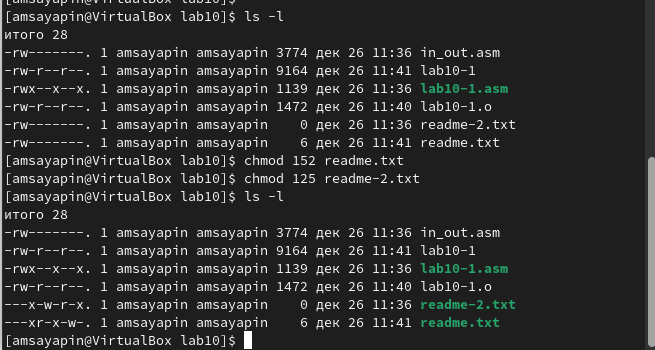 [amsayapin@VirtualBox lab10]$ ls -l
итого 28
-rw-------. 1 amsayapin amsayapin 3774 дек 26 11:36 in_out.asm
-rw-r--r--. 1 amsayapin amsayapin 9164 дек 26 11:41 lab10-1
-rwx--x--x. 1 amsayapin amsayapin 1139 дек 26 11:36 lab10-1.asm
-rw-r--r--. 1 amsayapin amsayapin 1472 дек 26 11:40 lab10-1.o
-rw-------. 1 amsayapin amsayapin    0 дек 26 11:36 readme-2.txt
-rw-r--r--. 1 amsayapin amsayapin    6 дек 26 11:41 readme.txt
[amsayapin@VirtualBox lab10]$ chmod 152 readme.txt
[amsayapin@VirtualBox lab10]$ chmod 125 readme-2.txt
[amsayapin@VirtualBox lab10]$ ls -l
итого 28
-rw-------. 1 amsayapin amsayapin 3774 дек 26 11:36 in_out.asm
-rw-r--r--. 1 amsayapin amsayapin 9164 дек 26 11:41 lab10-1
-rwx--x--x. 1 amsayapin amsayapin 1139 дек 26 11:36 lab10-1.asm
-rw-r--r--. 1 amsayapin amsayapin 1472 дек 26 11:40 lab10-1.o
---x-w-r-x. 1 amsayapin amsayapin    0 дек 26 11:36 readme-2.txt
---xr-x-w-. 1 amsayapin amsayapin    6 дек 26 11:41 readme.txt
[amsayapin@VirtualBox lab10]$